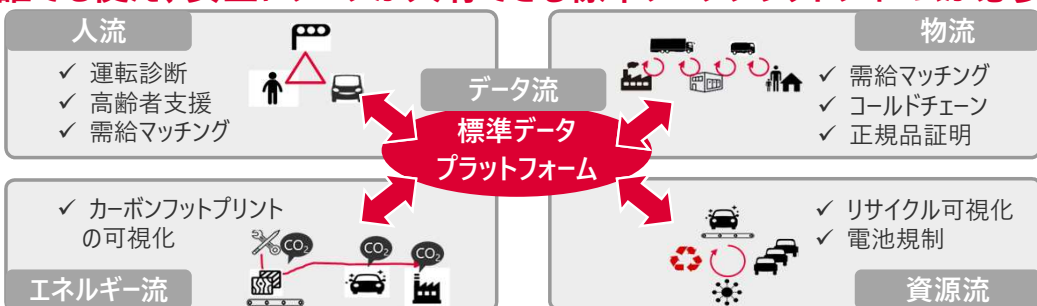 人流
✓ 運転診断
✓ 高齢者支援
✓ 需給マッチング
物流
✓ 需給マッチング
✓ コールドチェーン
✓ 正規品証明
データ流
標準データ
プラットフォーム
✓ カーボンフットプリント
の可視化
CO₂
CO₂
CO₂
エネルギー流
✓ リサイクル可視化
✓ 電池規制
資源流